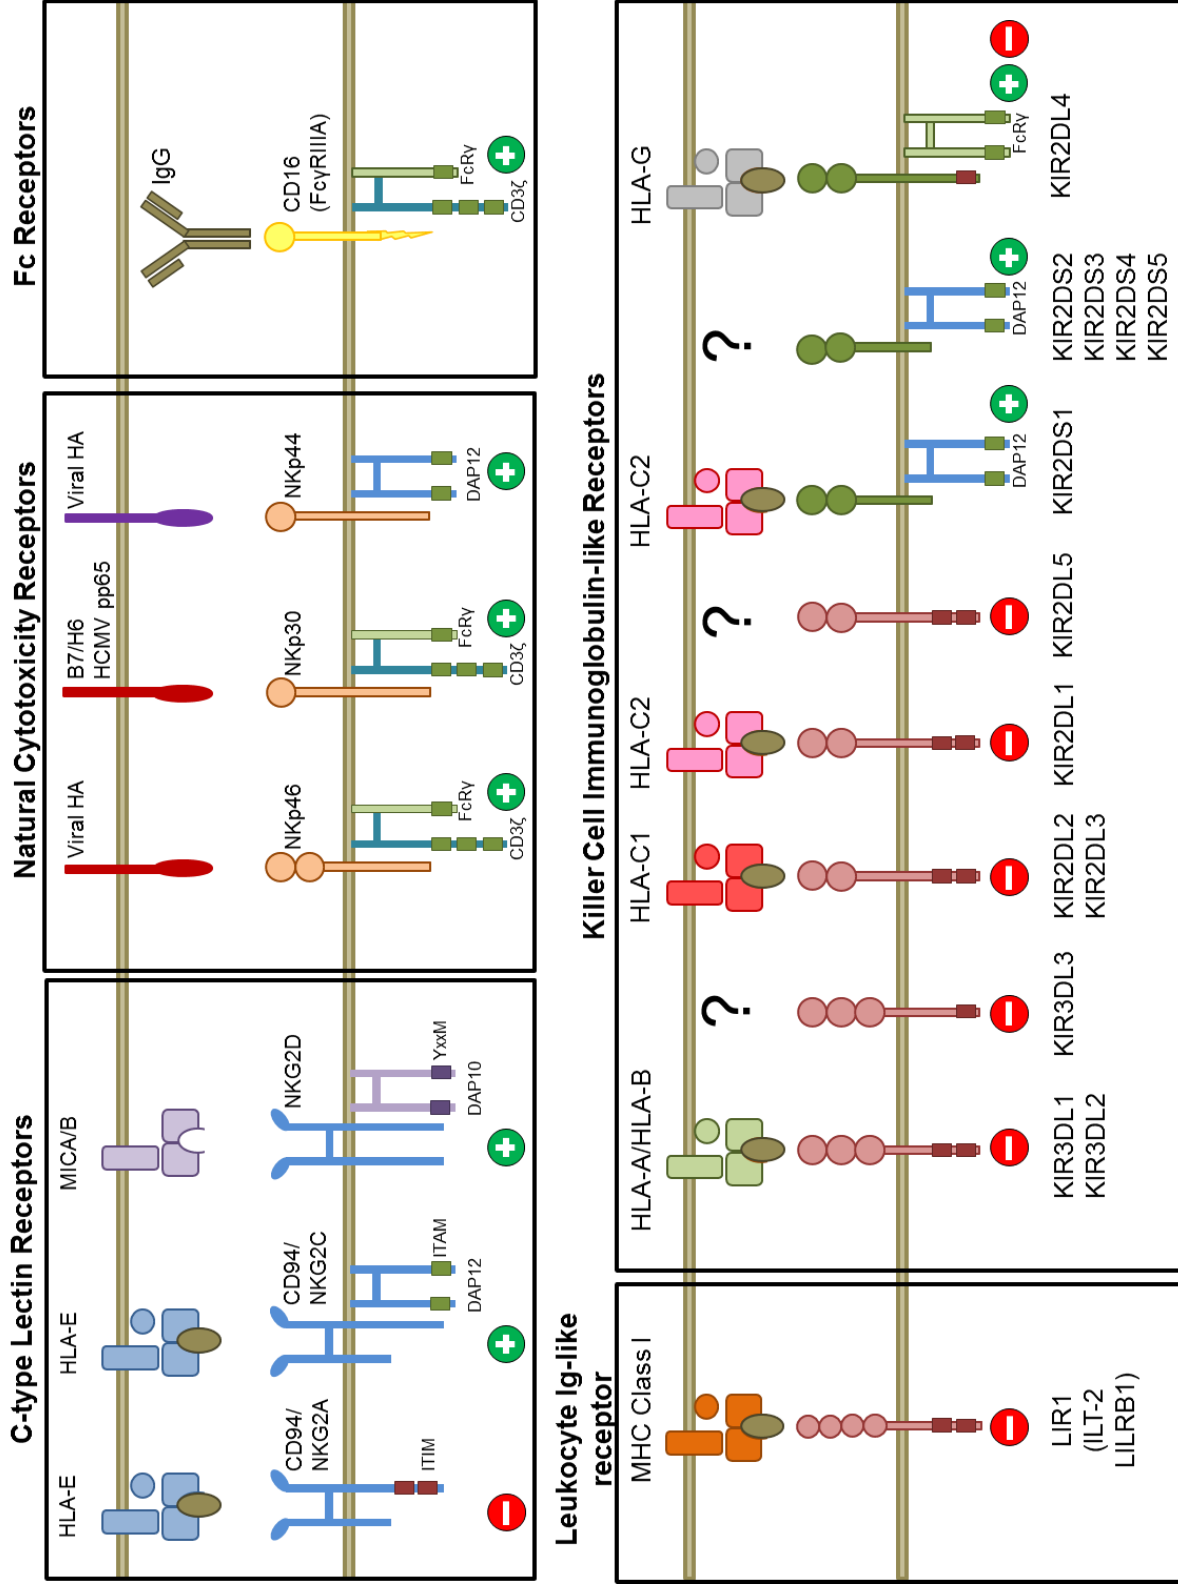 C-type Lectin Receptors
HLA-E
HLA-E
MICA/B
CD94/
NKG2A
CD94/
NKG2C
NKG2D
ITIM
ITAM
DAP12
YxxM
DAP10
Natural Cytotoxicity Receptors
Viral HA
B7/H6
HCMV pp65
Viral HA
NKp46
NKp30
NKp44
FcRγ
CD3ζ
FcRγ
CD3ζ
DAP12
Fc Receptors
IgG
CD16
(FcγRIIIA)
FcRγ
CD3ζ
Leukocyte Ig-like
receptor
MHC Class I
LIR1
(ILT-2
LILRB1)
Killer Cell Immunoglobulin-like Receptors
HLA-A/HLA-B
?
HLA-C1
HLA-C2
?
HLA-C2
?
HLA-G
DAP12
DAP12
FcRγ
KIR3DL1
KIR3DL2
KIR3DL3
KIR2DL2
KIR2DL3
KIR2DL1
KIR2DL5
KIR2DS1
KIR2DS2
KIR2DS3
KIR2DS4
KIR2DS5
KIR2DL4